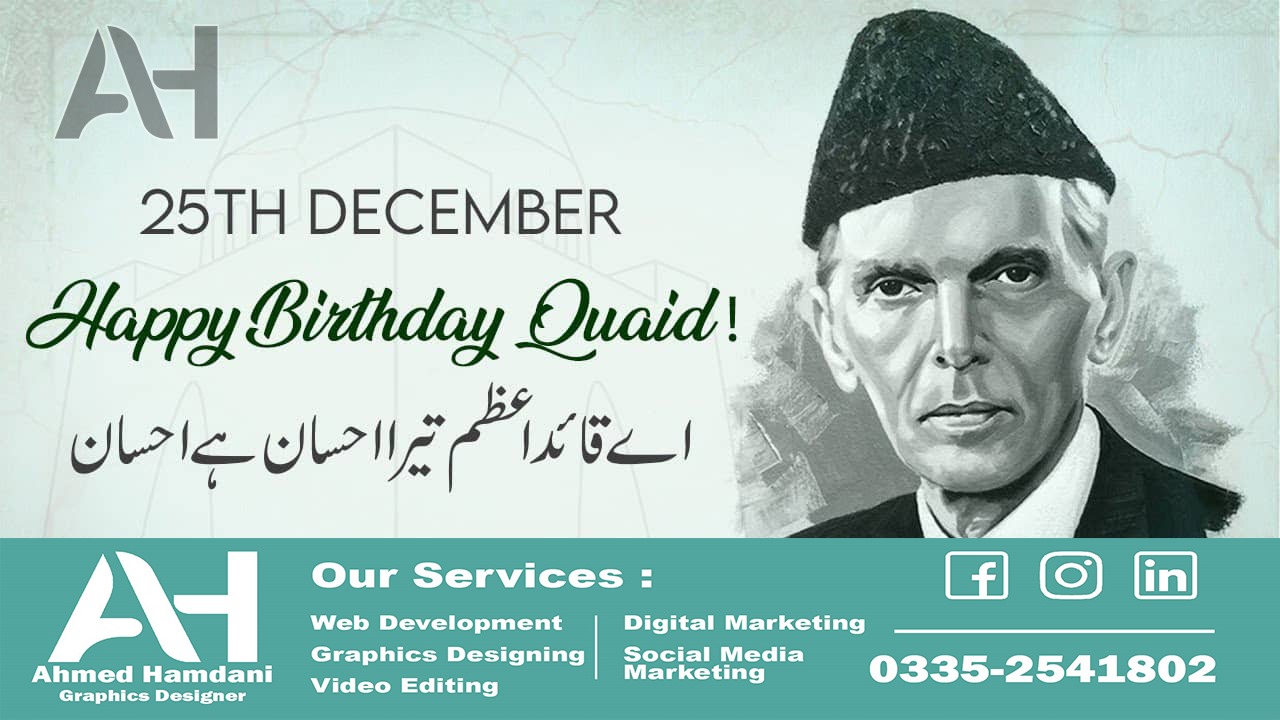 AH
25TH DECEMBER
Happy Birthday Quaid !
اے قائد اعظم تیرا احسان ہے احسان
AH
Ahmed Hamdani
Graphics Designer
Our Services :
Web Development
Graphics Designing
Video Editing
Digital Marketing
Social Media
Marketing
f
in
0335-2541802